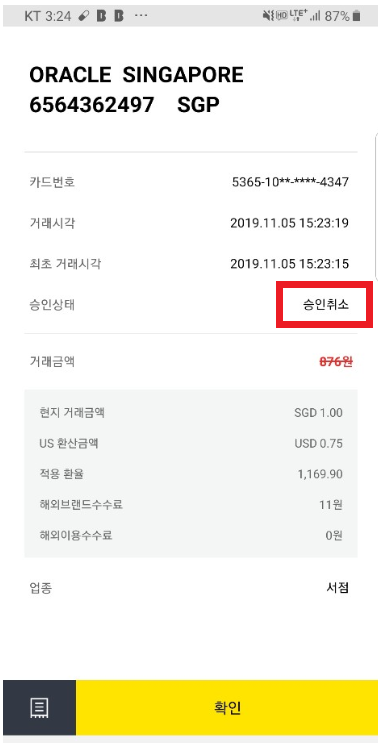 KT 3:24 ···
HD LTE+ 87%
ORACLE SINGAPORE
6564362497 SGP
카드번호 5365-10**-****-4347
거래시각 2019.11.05 15:23:19
최초 거래시각 2019.11.05 15:23:15
승인상태 승인취소
거래금액 876원
현지 거래금액 SGD 1.00
US 환산금액 USD 0.75
적용 환율 1,169.90
해외브랜드수수료 11원
해외이용수수료 0원
업종 서점
확인